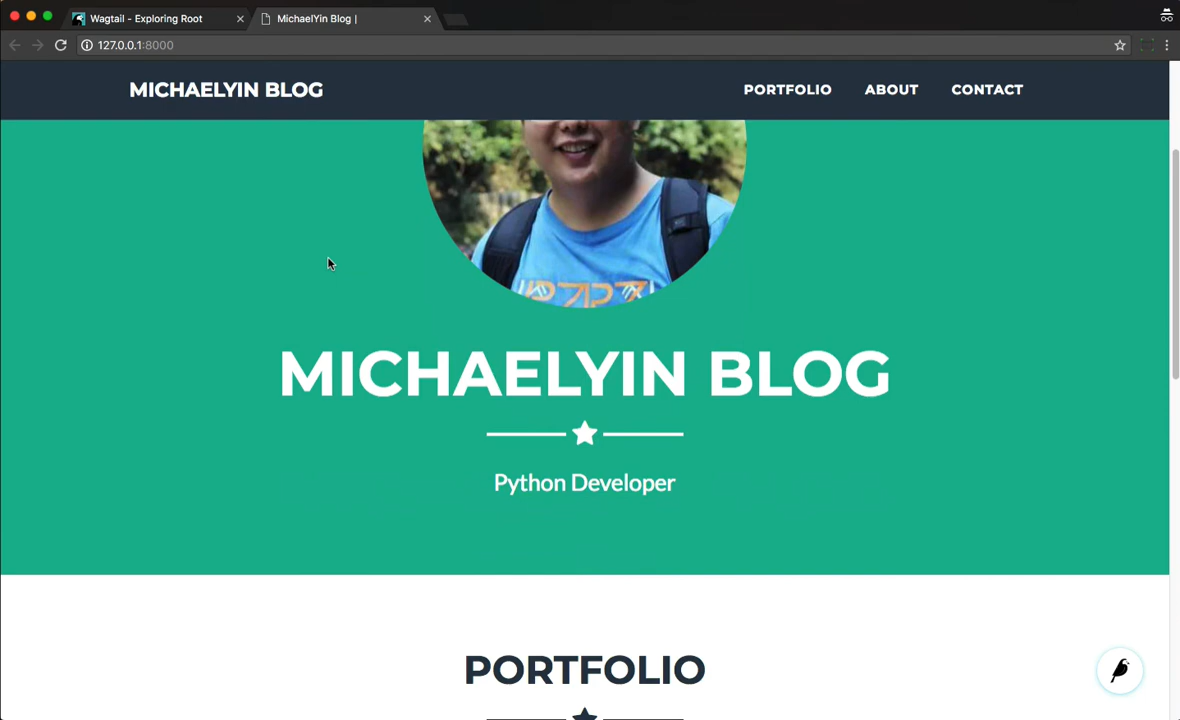 Wagtail - Exploring Root
MichaelYin Blog |
127.0.0.1:8000
MICHAELYIN BLOG
PORTFOLIO
ABOUT
CONTACT
MICHAELYIN BLOG
Python Developer
PORTFOLIO